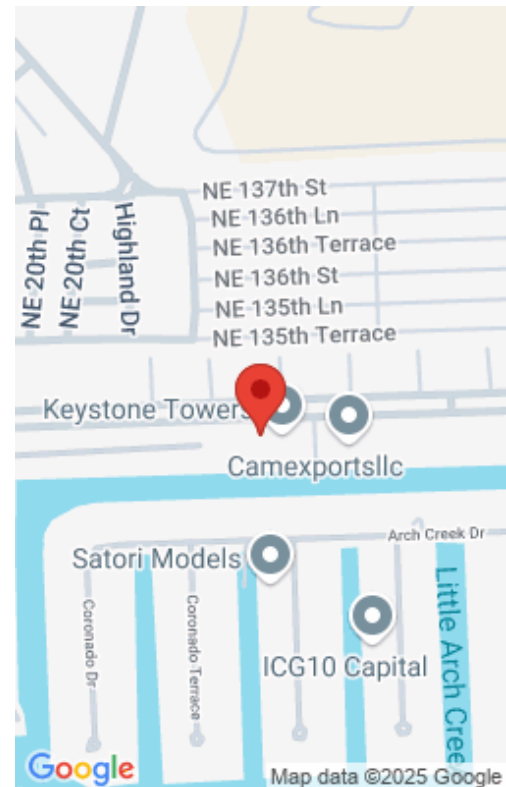 NE 137th St
NE 136th Ln
NE 136th Terrace
NE 136th St
NE 135th Ln
NE 135th Terrace
NE 20th Pl
NE 20th Ct
Highland Dr
Keystone Towers
Camexportsllc
Arch Creek Dr
Satori Models
Coronado Dr
Coronado Terrace
ICG10 Capital
Little Arch Cree
Google
Map data ©2025 Google